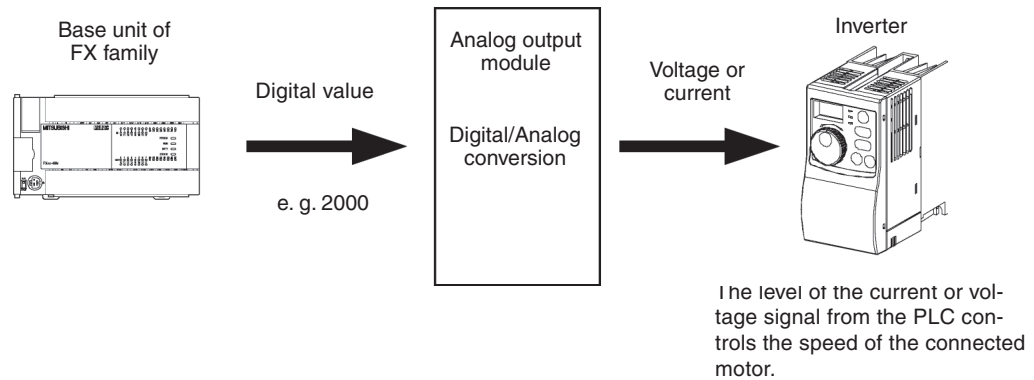 Base unit of
FX family
MITSUBISHI
Digital value
e. g. 2000
Analog output
module
Digital/Analog
conversion
Voltage or
current
Inverter
The level of the current or vol-
tage signal from the PLC con-
trols the speed of the connected
motor.